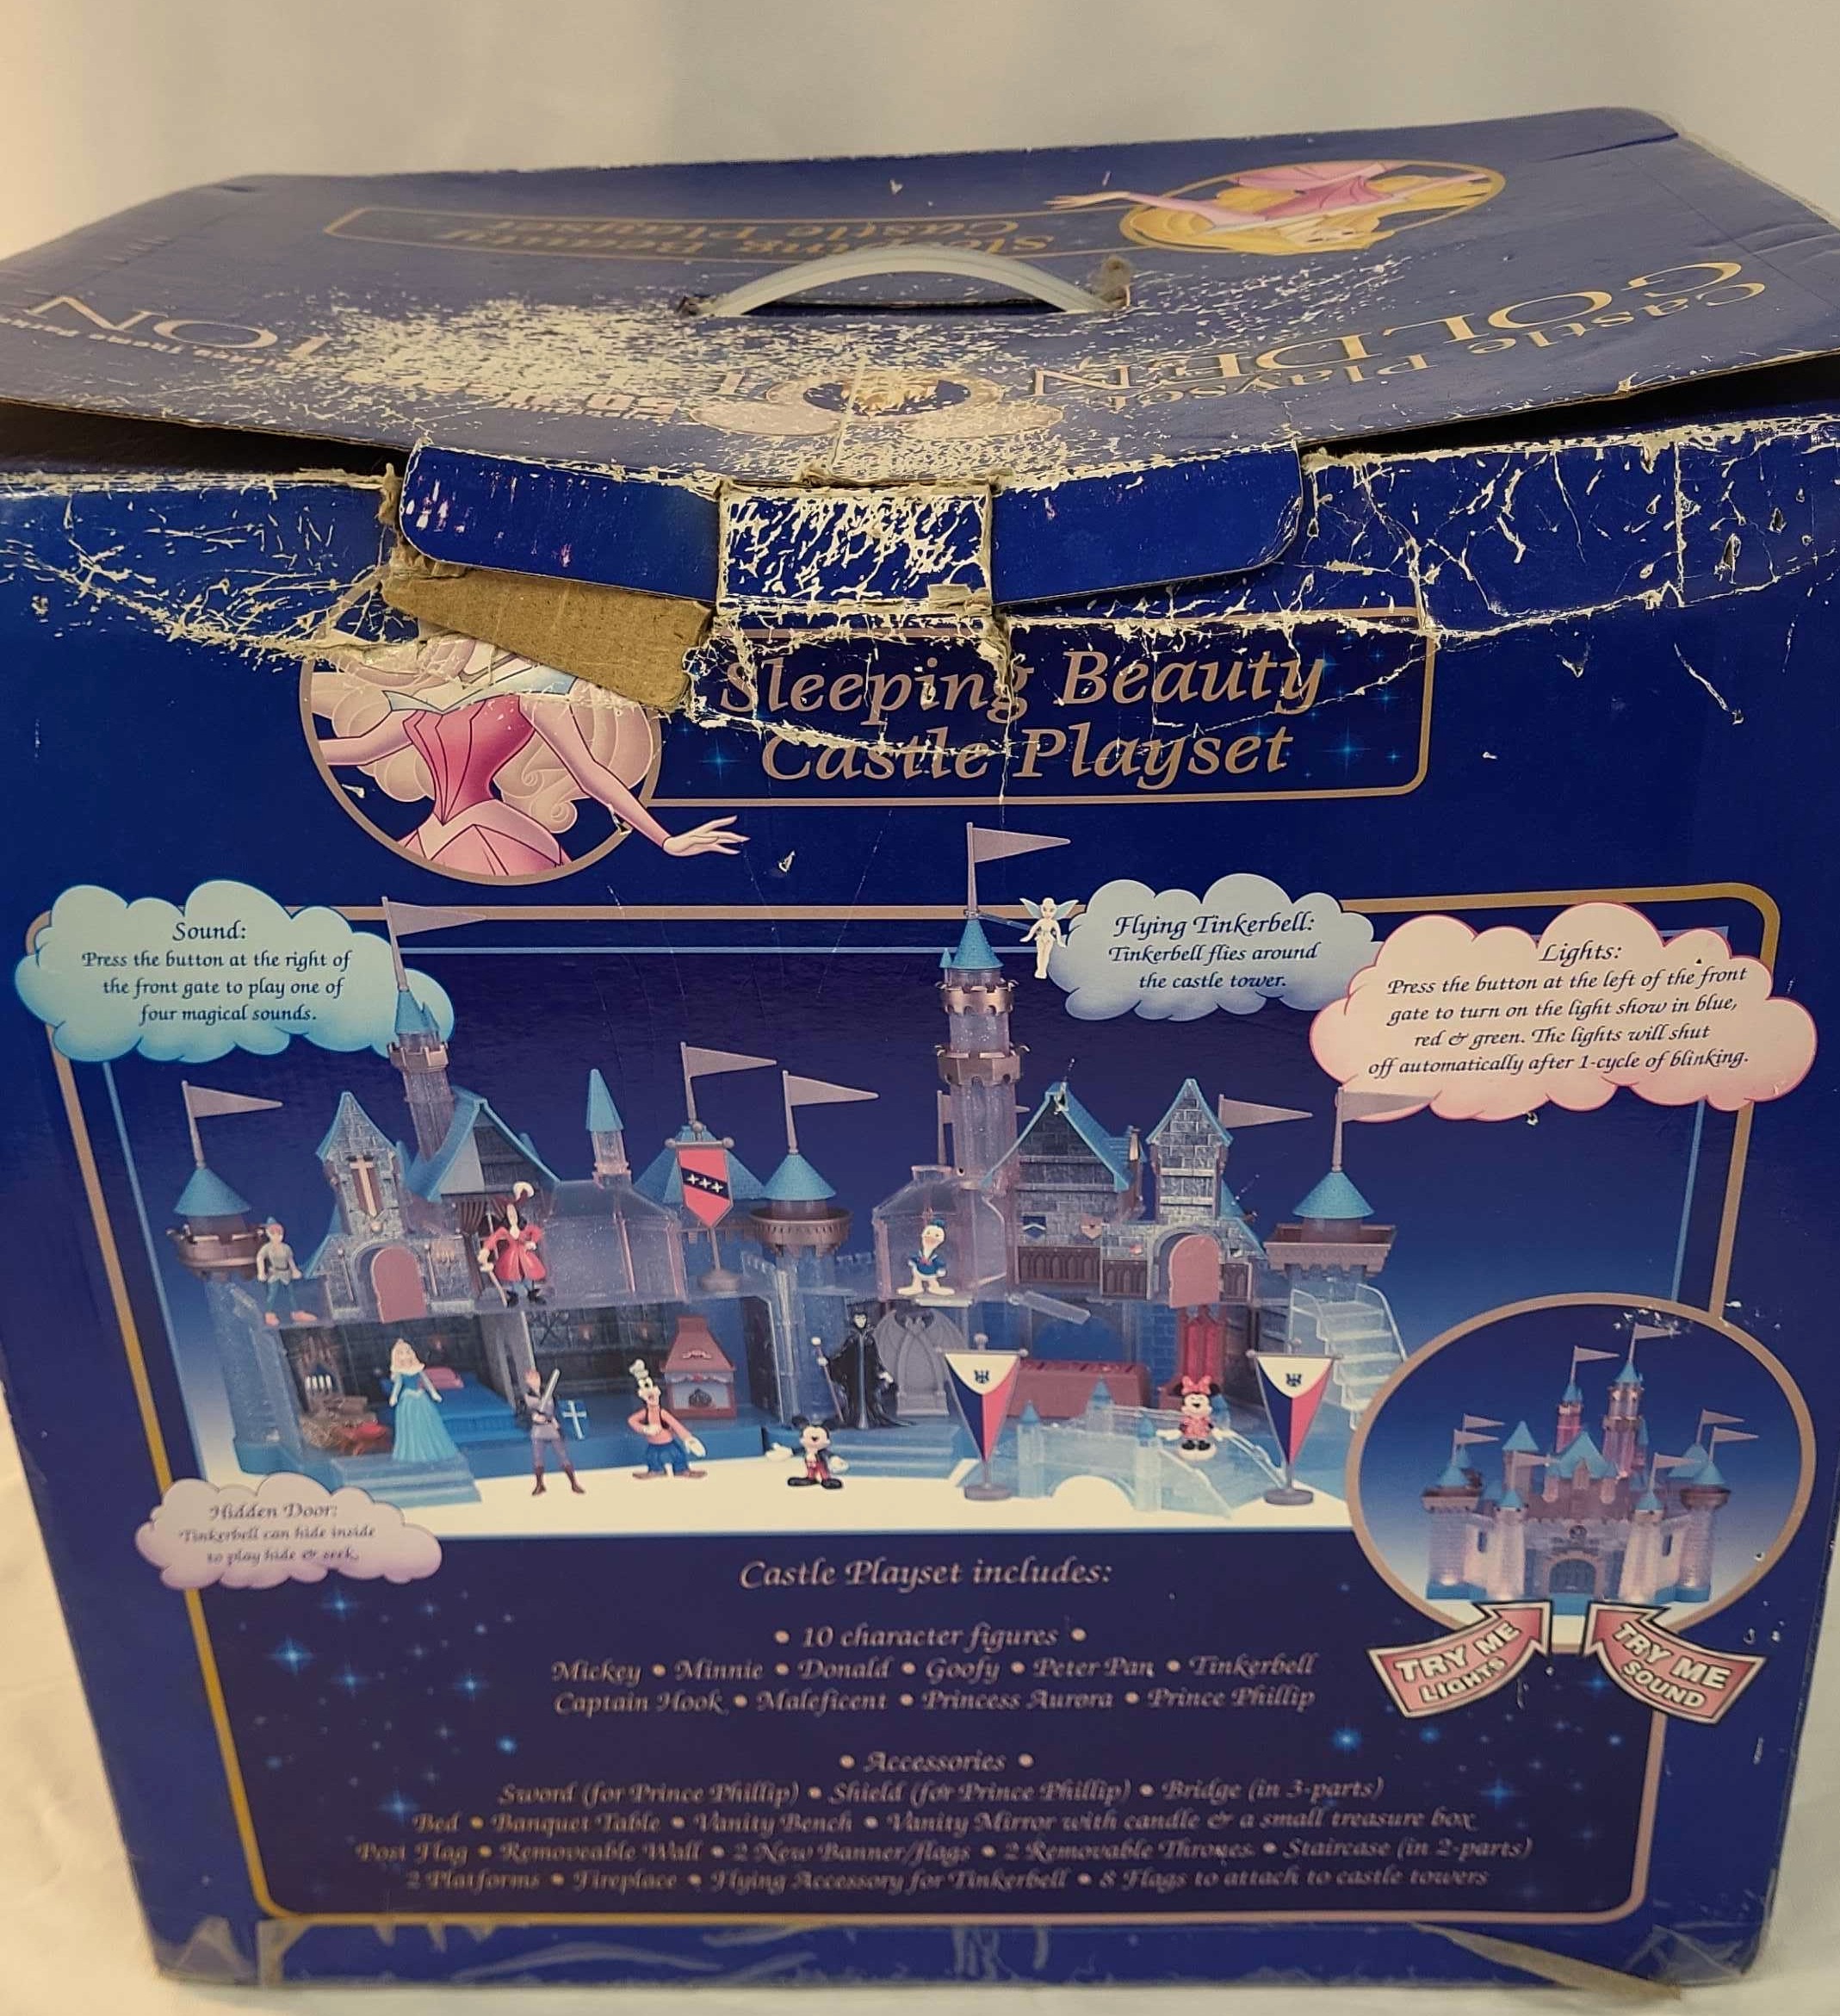 Sleeping Beauty
Castle Playset
Castle Playset
GOLDEN
Sleeping Beauty
Castle Playset
Sound:
Press the button at the right of
the front gate to play one of
four magical sounds.
Flying Tinkerbell:
Tinkerbell flies around
the castle tower.
Lights:
Press the button at the left of the front
gate to turn on the light show in blue,
red & green. The lights will shut
off automatically after 1-cycle of blinking.
Hidden Door:
Tinkerbell can hide inside
to play hide & seek.
TRY ME
LIGHTS
TRY ME
SOUND
Castle Playset includes:
• 10 character figures •
Mickey • Minnie • Donald • Goofy • Peter Pan • Tinkerbell
Captain Hook • Maleficent • Princess Aurora • Prince Phillip
• Accessories •
Sword (for Prince Phillip) • Shield (for Prince Phillip) • Bridge (in 3-parts)
Bed • Banquet Table • Vanity Bench • Vanity Mirror with candle & a small treasure box
Post Flag • Removeable Wall • 2 New Banner/flags • 2 Removable Thrones • Staircase (in 2-parts)
2 Platforms • Fireplace • Flying Accessory for Tinkerbell • 8 Flags to attach to castle towers